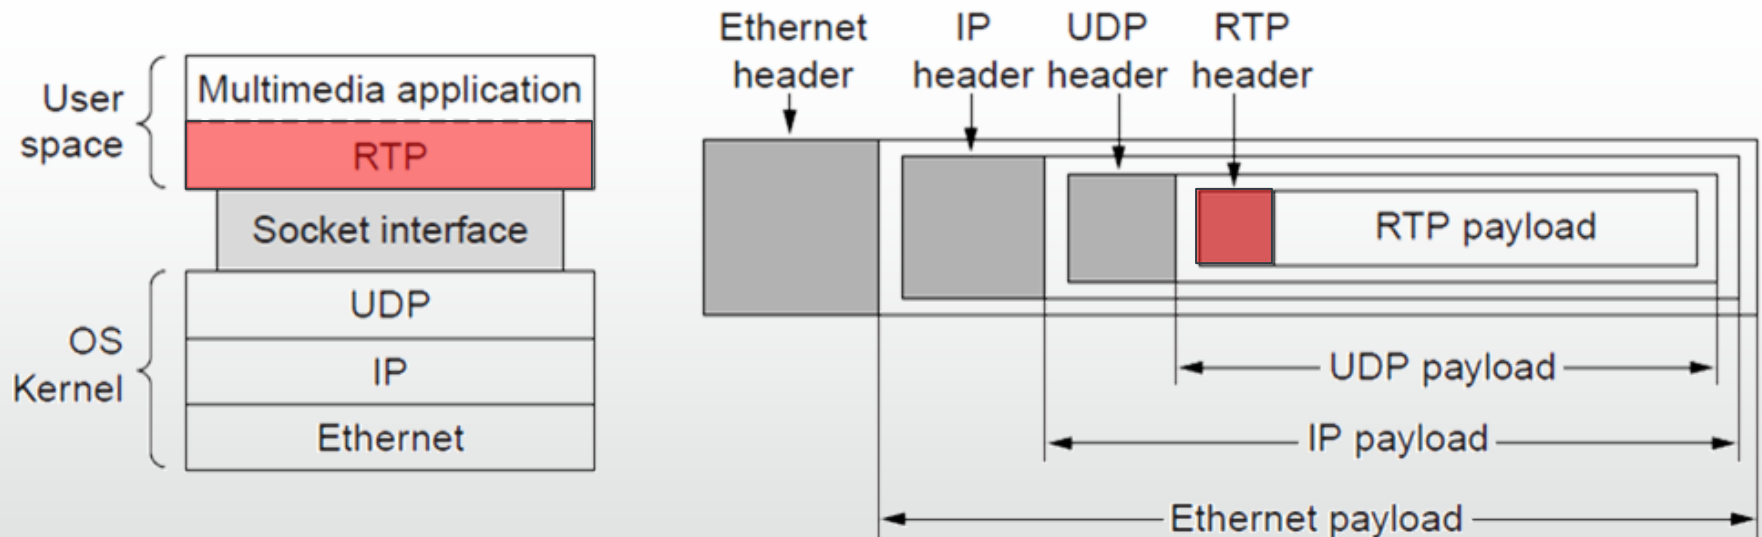 User
space
Multimedia application
RTP
Socket interface
OS
Kernel
UDP
IP
Ethernet
Ethernet
header
IP
header
UDP
header
RTP
header
RTP payload
UDP payload
IP payload
Ethernet payload